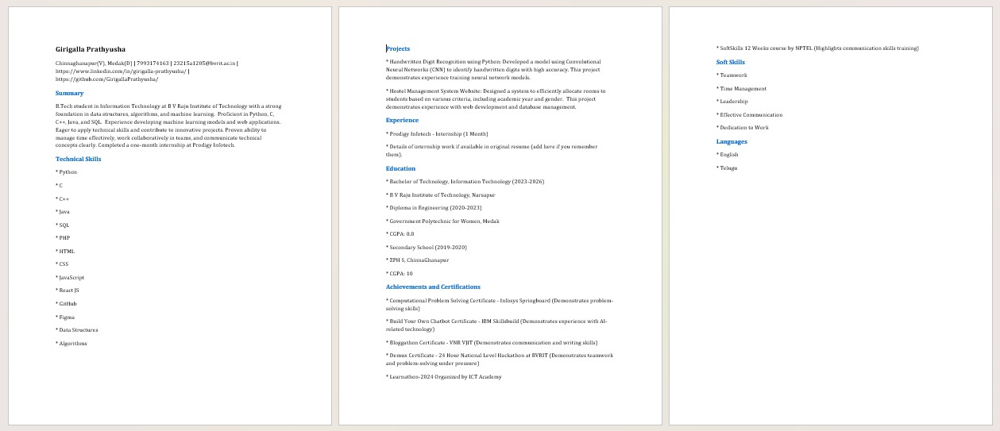 Girigalla Prathyusha
Chinnaghanapur(V), Medak(D) | 7993174163 | 23215a1205@bvrit.ac.in |
https://www.linkedin.com/in/girigalla-prathyusha/ |
https://github.com/GirigallaPrathyusha/
Summary
B.Tech student in Information Technology at B V Raju Institute of Technology with a strong
foundation in data structures, algorithms, and machine learning. Proficient in Python, C,
C++, Java, and SQL. Experience developing machine learning models and web applications.
Eager to apply technical skills and contribute to innovative projects. Proven ability to
manage time effectively, work collaboratively in teams, and communicate technical
concepts clearly. Completed a one-month internship at Prodigy Infotech.
Technical Skills
* Python
* C
* C++
* Java
* SQL
* PHP
* HTML
* CSS
* JavaScript
* React JS
* GitHub
* Figma
* Data Structures
* Algorithms
Projects
* Handwritten Digit Recognition using Python: Developed a model using Convolutional
Neural Networks (CNN) to identify handwritten digits with high accuracy. This project
demonstrates experience training neural network models.
* Hostel Management System Website: Designed a system to efficiently allocate rooms to
students based on various criteria, including academic year and gender. This project
demonstrates experience with web development and database management.
Experience
* Prodigy Infotech - Internship (1 Month)
* Details of internship work if available in original resume (add here if you remember
them).
Education
* Bachelor of Technology, Information Technology (2023-2026)
* B V Raju Institute of Technology, Narsapur
* Diploma in Engineering (2020-2023)
* Government Polytechnic for Women, Medak
* CGPA: 8.8
* Secondary School (2019-2020)
* ZPH S, ChinnaGhanapur
* CGPA: 10
Achievements and Certifications
* Computational Problem Solving Certificate - Infosys Springboard (Demonstrates problem-
solving skills)
* Build Your Own Chatbot Certificate - IBM Skillsbuild (Demonstrates experience with AI-
related technology)
* Bloggathon Certificate - VNR VJIT (Demonstrates communication and writing skills)
* Demux Certificate - 24 Hour National Level Hackathon at BVRIT (Demonstrates teamwork
and problem-solving under pressure)
* Learnathon-2024 Organized by ICT Academy
* SoftSkills 12 Weeks course by NPTEL (Highlights communication skills training)
Soft Skills
* Teamwork
* Time Management
* Leadership
* Effective Communication
* Dedication to Work
Languages
* English
* Telugu